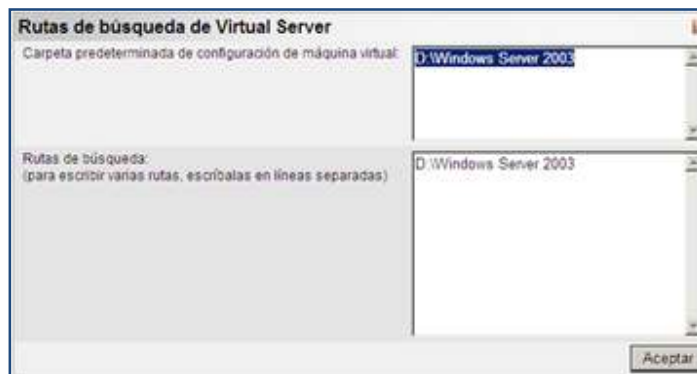 Rutas de búsqueda de Virtual Server
Carpeta predeterminada de configuración de máquina virtual:
D:\Windows Server 2003
Rutas de búsqueda:
(para escribir varias rutas, escríbalas en líneas separadas)
D:\Windows Server 2003
Aceptar